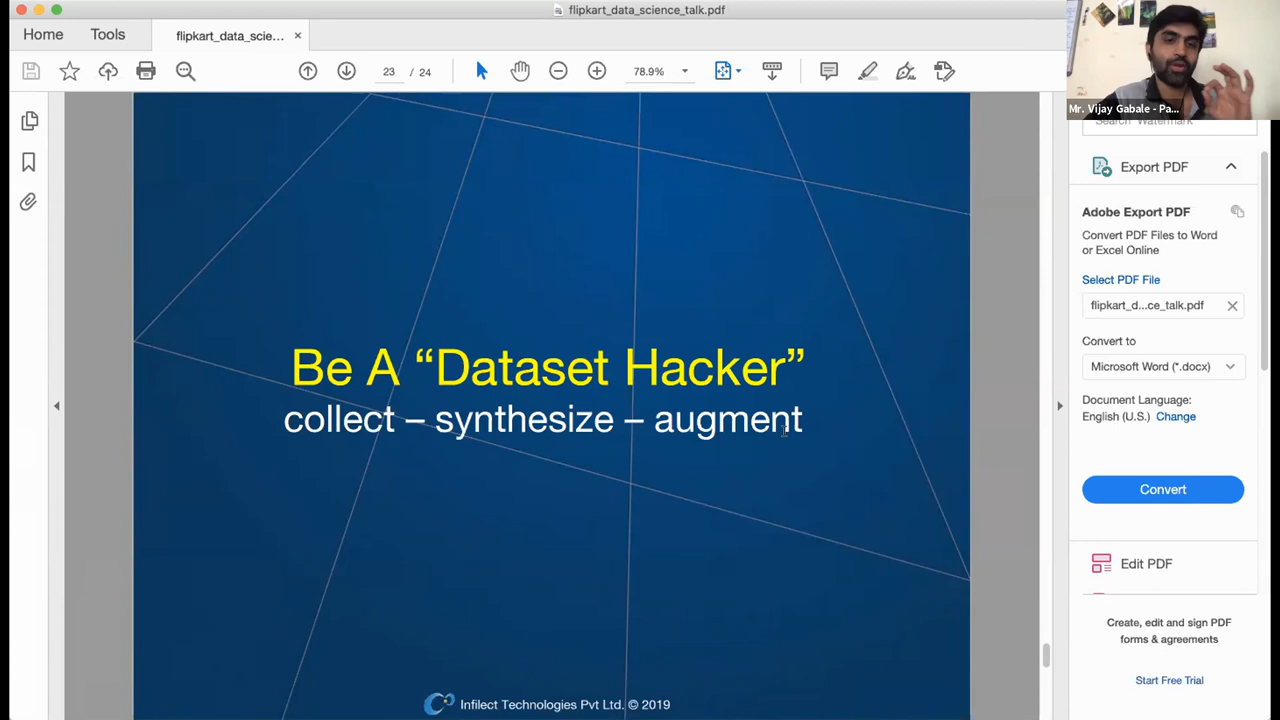 flipkart_data_science_talk.pdf
Home
Tools
flipkart_data_scie...
23 / 24
78.9%
Mr. Vijay Gabale - Pa...
Search 'Watermark'
Export PDF
Adobe Export PDF
Convert PDF Files to Word
or Excel Online
Select PDF File
flipkart_d...ce_talk.pdf
Convert to
Microsoft Word (*.docx)
Document Language:
English (U.S.) Change
Convert
Edit PDF
Create, edit and sign PDF
forms & agreements
Start Free Trial
Be A “Dataset Hacker”
collect – synthesize – augment
Infilect Technologies Pvt Ltd. © 2019